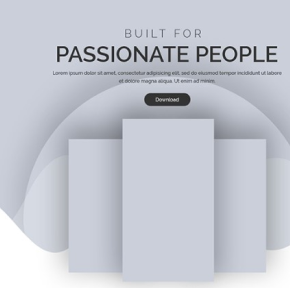 BUILT FOR
PASSIONATE PEOPLE
Lorem ipsum dolor sit amet, consectetur adipisicing elit, sed do eiusmod tempor incididunt ut labore
et dolore magna aliqua. Ut enim ad minim.
Download